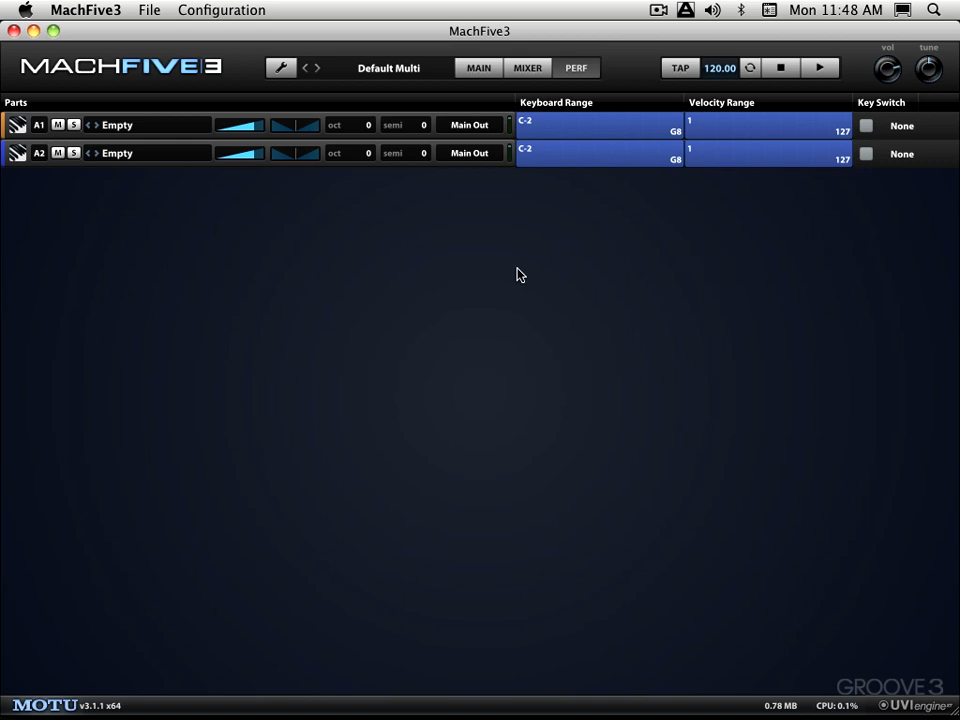 MachFive3 File Configuration Mon 11:48 AM
MachFive3
MACHFIVE 3 Default Multi MAIN MIXER PERF TAP 120.00 vol tune
Parts Keyboard Range Velocity Range Key Switch
A1 M S Empty oct 0 semi 0 Main Out C-2 G8 1 127 None
A2 M S Empty oct 0 semi 0 Main Out C-2 G8 1 127 None
GROOVE3
MOTU v3.1.1 x64 0.78 MB CPU: 0.1% UVIengine